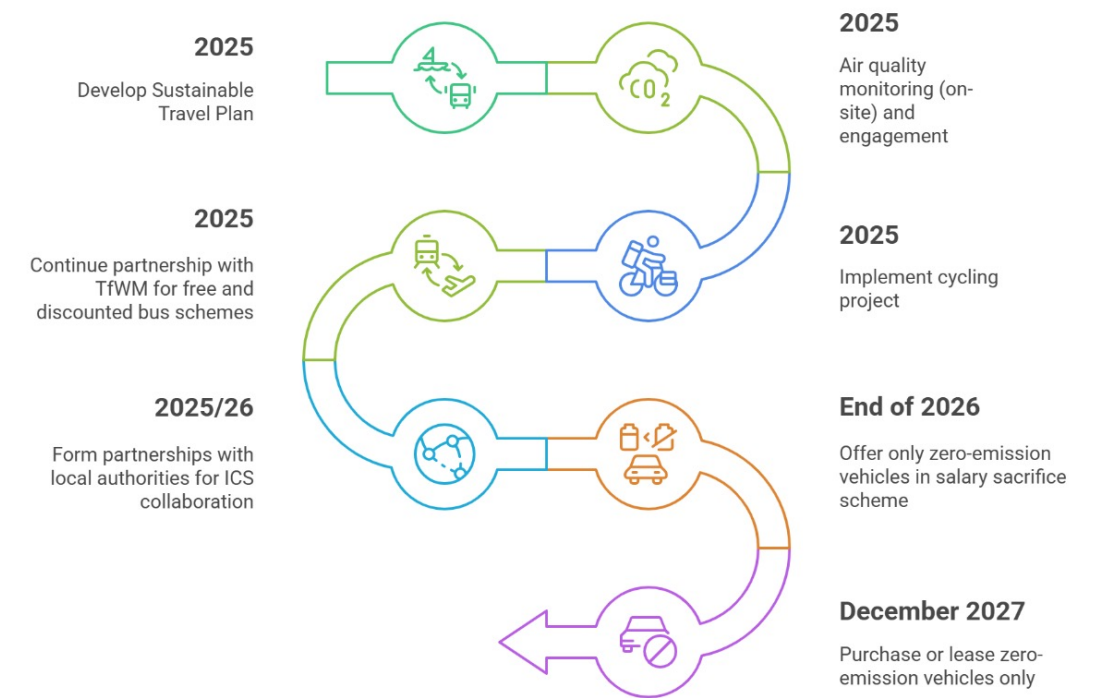 2025
Develop Sustainable
Travel Plan
CO2
2025
Air quality
monitoring (on-
site) and
engagement
2025
Implement cycling
project
2025
Continue partnership with
TfWM for free and
discounted bus schemes
2025/26
Form partnerships with
local authorities for ICS
collaboration
End of 2026
Offer only zero-emission
vehicles in salary sacrifice
scheme
December 2027
Purchase or lease zero-
emission vehicles only